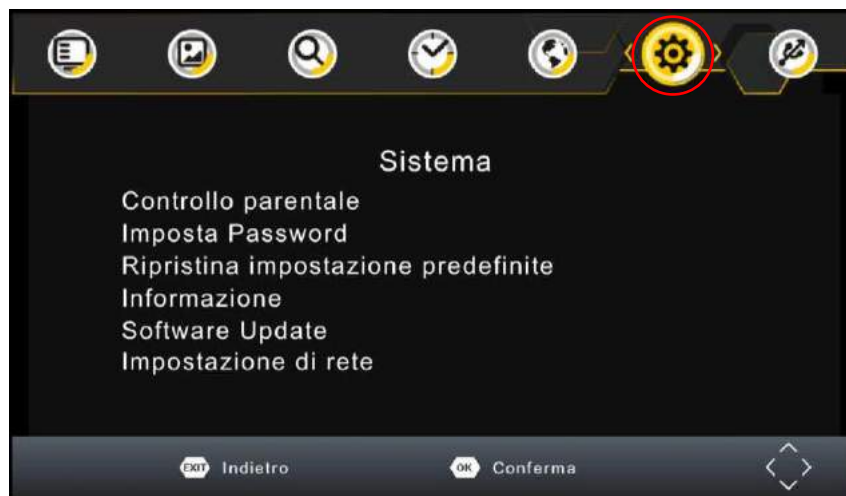 Sistema
Controllo parentale
Imposta Password
Ripristina impostazione predefinite
Informazione
Software Update
Impostazione di rete
EXIT Indietro
OK Conferma